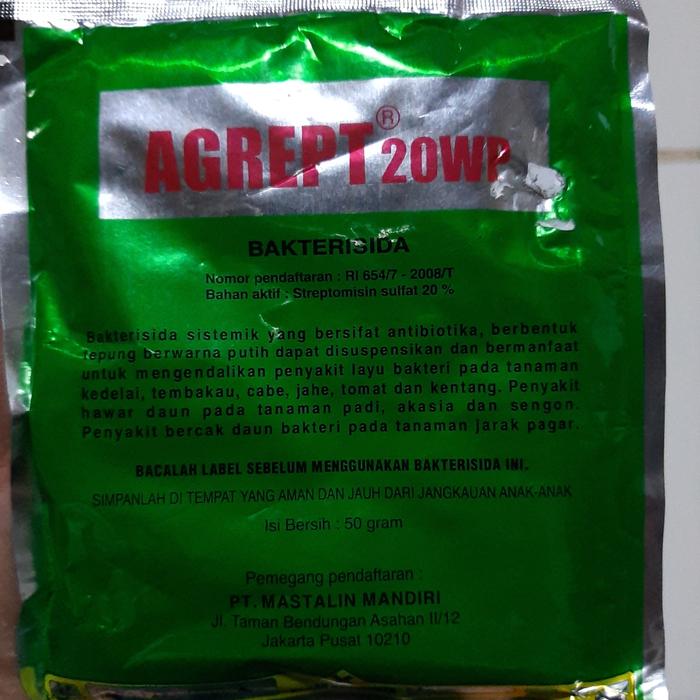 AGREPT® 20WP
BAKTERISIDA
Nomor pendaftaran : RI 654/7 - 2008/T
Bahan aktif : Streptomisin sulfat 20 %
Bakterisida sistemik yang bersifat antibiotika, berbentuk
tepung berwarna putih dapat disuspensikan dan bermanfaat
untuk mengendalikan penyakit layu bakteri pada tanaman
kedelai, tembakau, cabe, jahe, tomat dan kentang. Penyakit
hawar daun pada tanaman padi, akasia dan sengon.
Penyakit bercak daun bakteri pada tanaman jarak pagar.
BACALAH LABEL SEBELUM MENGGUNAKAN BAKTERISIDA INI.
SIMPANLAH DI TEMPAT YANG AMAN DAN JAUH DARI JANGKAUAN ANAK-ANAK
Isi Bersih : 50 gram
Pemegang pendaftaran :
PT. MASTALIN MANDIRI
Jl. Taman Bendungan Asahan II/12
Jakarta Pusat 10210